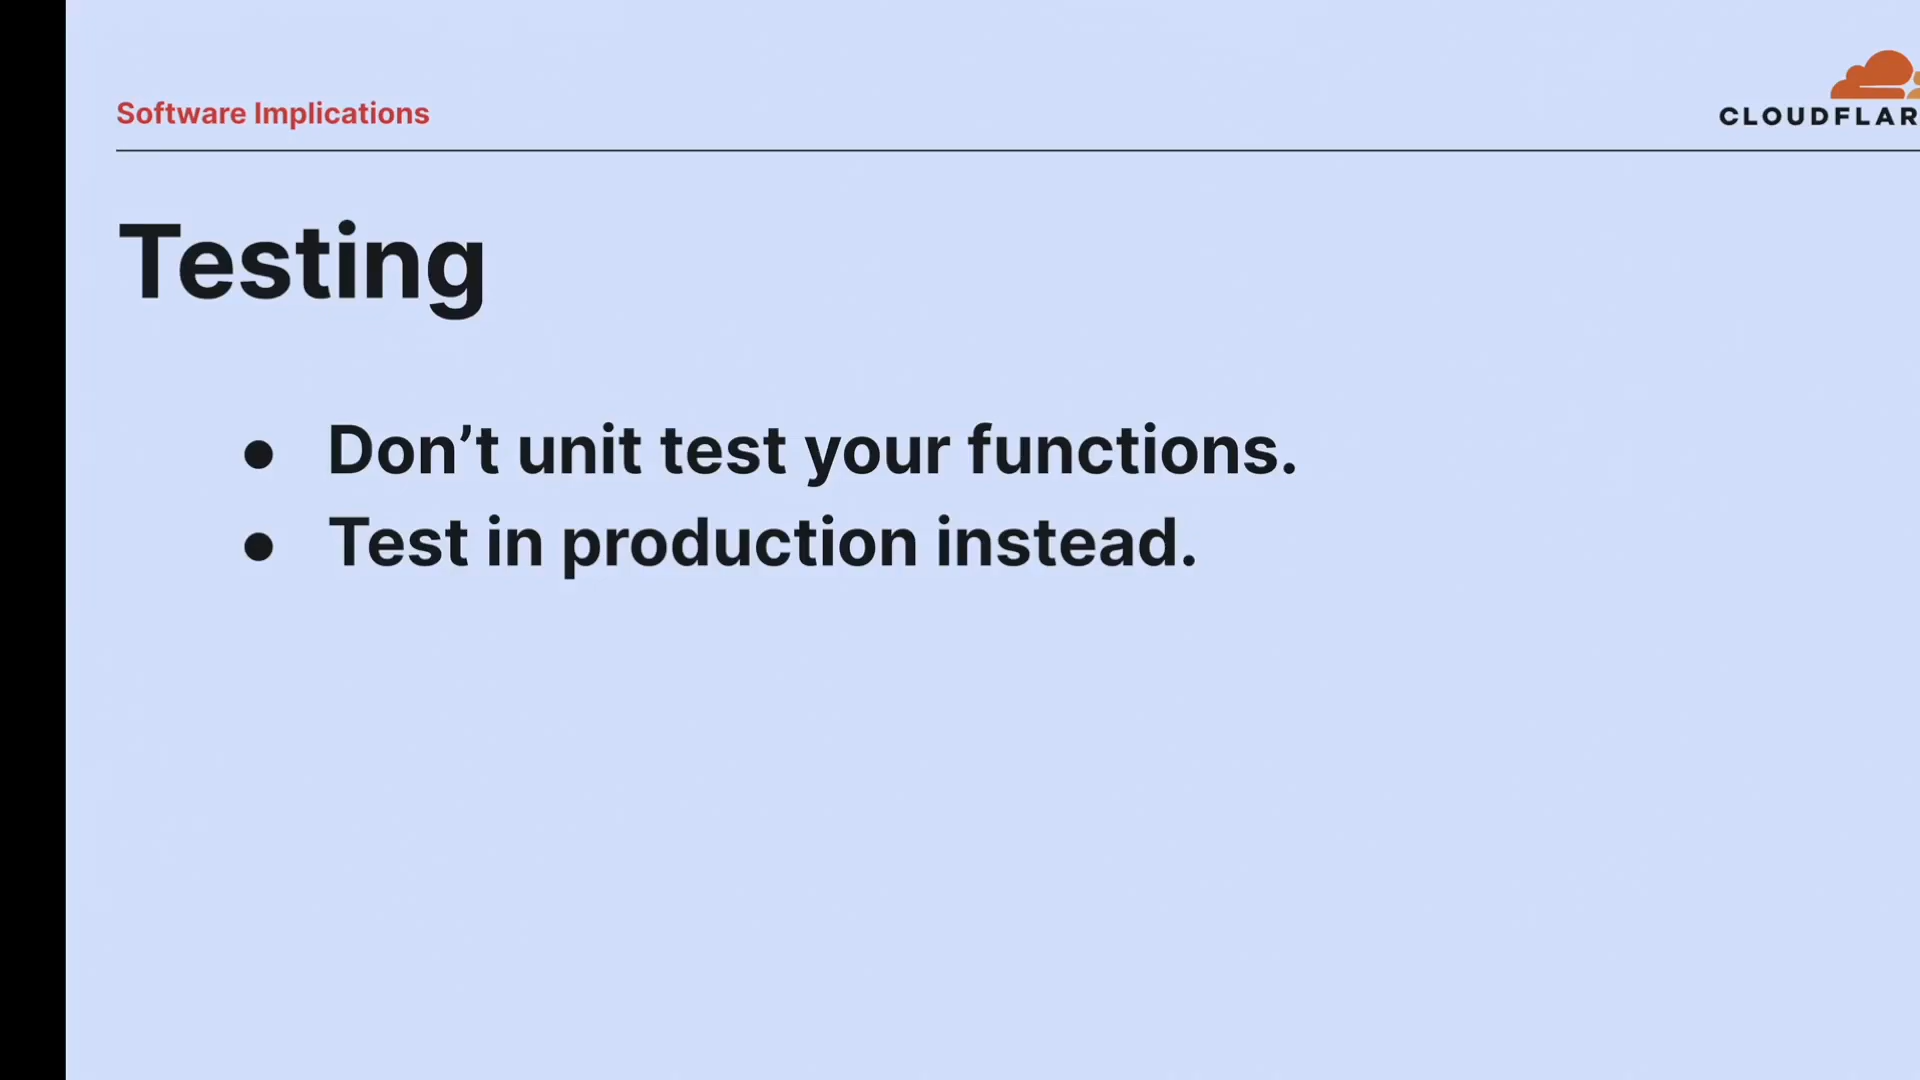 Software Implications
CLOUDFLAR
Testing
● Don’t unit test your functions.
● Test in production instead.